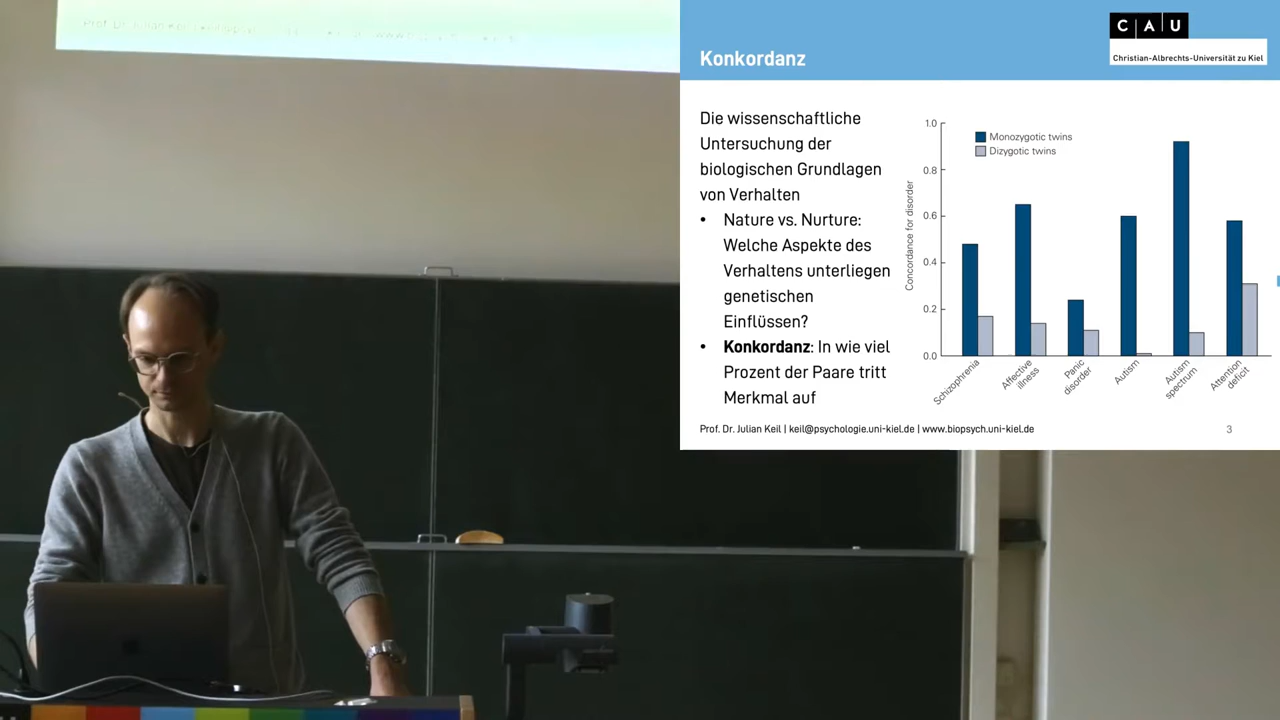 Konkordanz
CAU
Christian-Albrechts-Universität zu Kiel
Die wissenschaftliche
Untersuchung der
biologischen Grundlagen
von Verhalten
• Nature vs. Nurture:
Welche Aspekte des
Verhaltens unterliegen
genetischen
Einflüssen?
• Konkordanz: In wie viel
Prozent der Paare tritt
Merkmal auf
Concordance for disorder
1.0
0.8
0.6
0.4
0.2
0.0
Monozygotic twins
Dizygotic twins
Schizophrenia
Affective
illness
Panic
disorder
Autism
Autism
spectrum
Attention
deficit
Prof. Dr. Julian Keil | keil@psychologie.uni-kiel.de | www.biopsych.uni-kiel.de
3
Prof. Dr. Julian